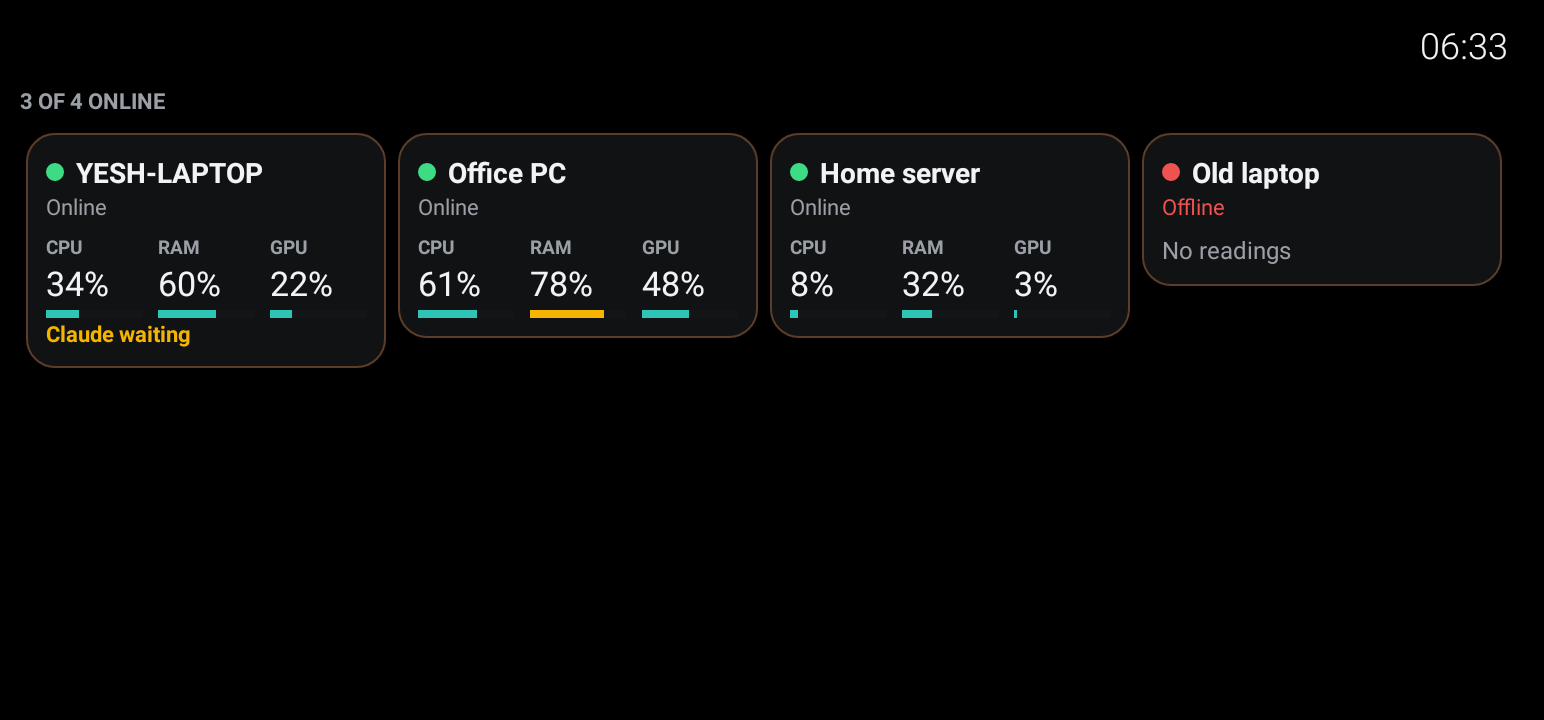 06:33
3 OF 4 ONLINE
YESH-LAPTOP
Online
CPU RAM GPU
34% 60% 22%
Claude waiting
Office PC
Online
CPU RAM GPU
61% 78% 48%
Home server
Online
CPU RAM GPU
8% 32% 3%
Old laptop
Offline
No readings